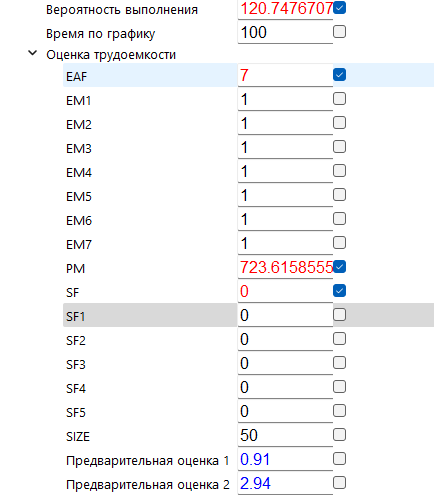 Вероятность выполнения 120.7476707
Время по графику 100
Оценка трудоемкости
EAF 7
EM1 1
EM2 1
EM3 1
EM4 1
EM5 1
EM6 1
EM7 1
PM 723.6158555
SF 0
SF1 0
SF2 0
SF3 0
SF4 0
SF5 0
SIZE 50
Предварительная оценка 1 0.91
Предварительная оценка 2 2.94